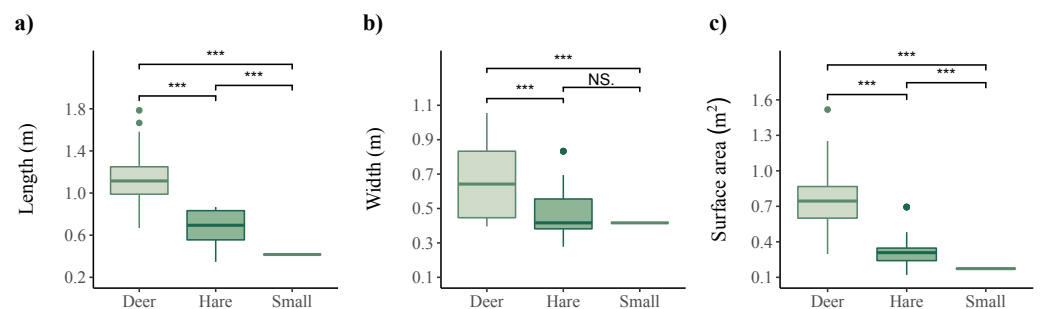 a)
***
***
***
Length (m)
1.8
1.4
1.0
0.6
0.2
Deer Hare Small
b)
***
NS.
***
Width (m)
1.1
0.9
0.7
0.5
0.3
0.1
Deer Hare Small
c)
***
***
***
Surface area (m²)
1.6
1.3
1.0
0.7
0.4
0.1
Deer Hare Small